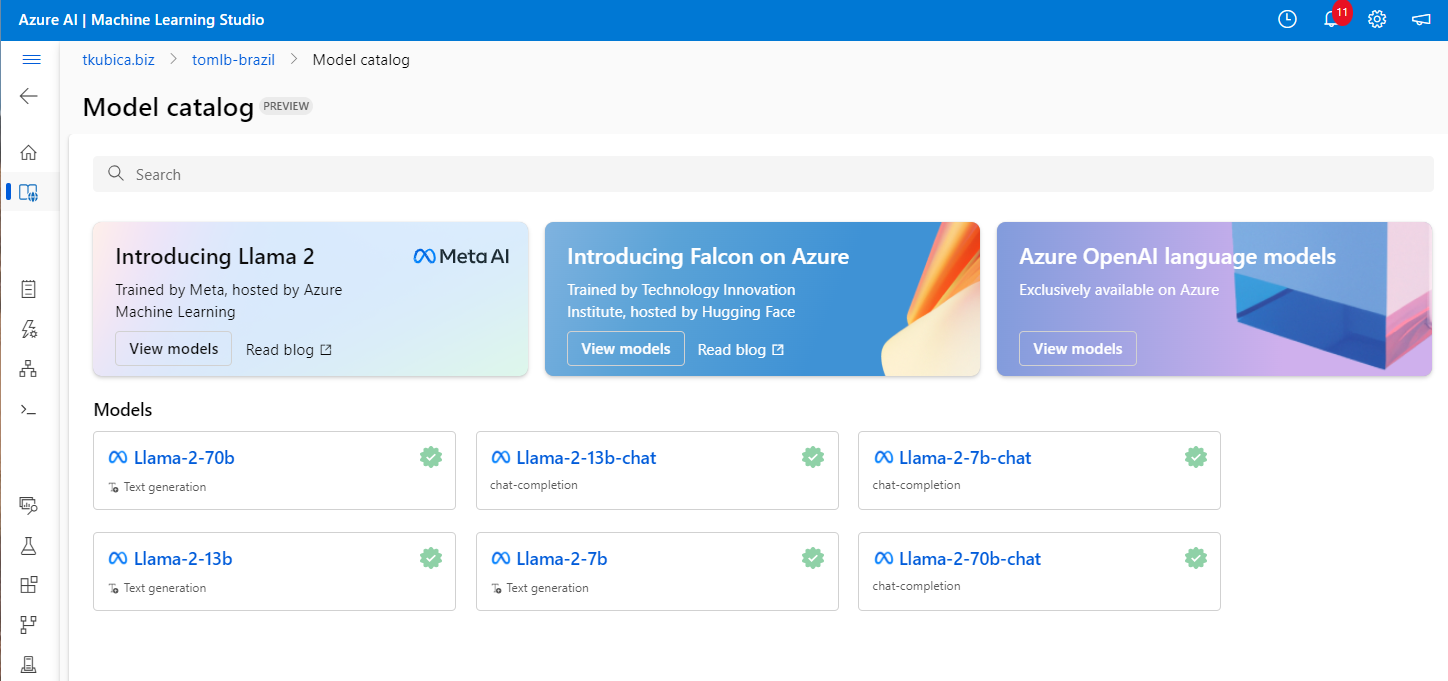 Azure AI | Machine Learning Studio
11
tkubica.biz > tomlb-brazil > Model catalog
Model catalog PREVIEW
Search
Introducing Llama 2
Meta AI
Trained by Meta, hosted by Azure
Machine Learning
View models
Read blog
Introducing Falcon on Azure
Trained by Technology Innovation
Institute, hosted by Hugging Face
View models
Read blog
Azure OpenAI language models
Exclusively available on Azure
View models
Models
Llama-2-70b
Text generation
Llama-2-13b-chat
chat-completion
Llama-2-7b-chat
chat-completion
Llama-2-13b
Text generation
Llama-2-7b
Text generation
Llama-2-70b-chat
chat-completion